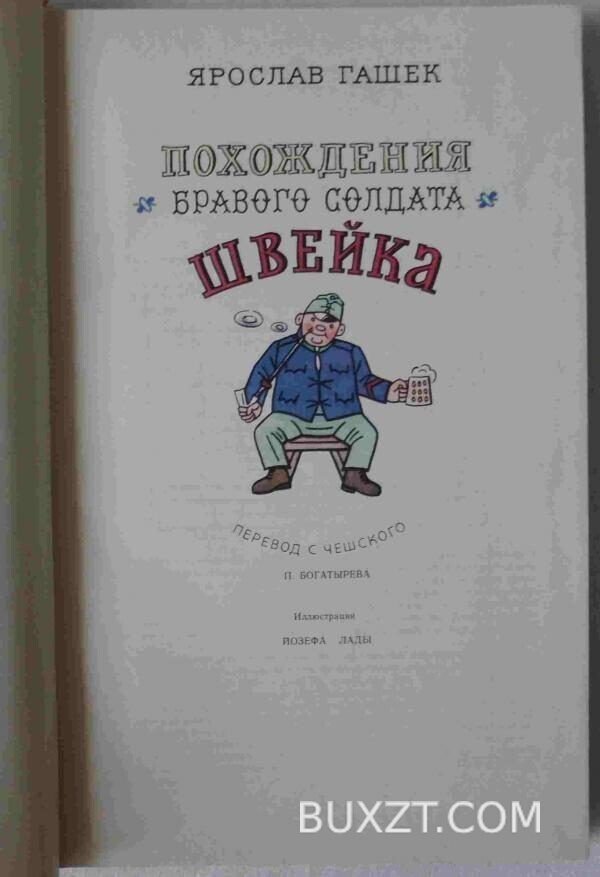 ЯРОСЛАВ ГАШЕК
ПОХОЖДЕНИЯ
БРАВОГО СОЛДАТА
ШВЕЙКА
ПЕРЕВОД С ЧЕШСКОГО
П. БОГАТЫРЕВА
Иллюстрации
ЙОЗЕФА ЛАДЫ
BUXZT.COM